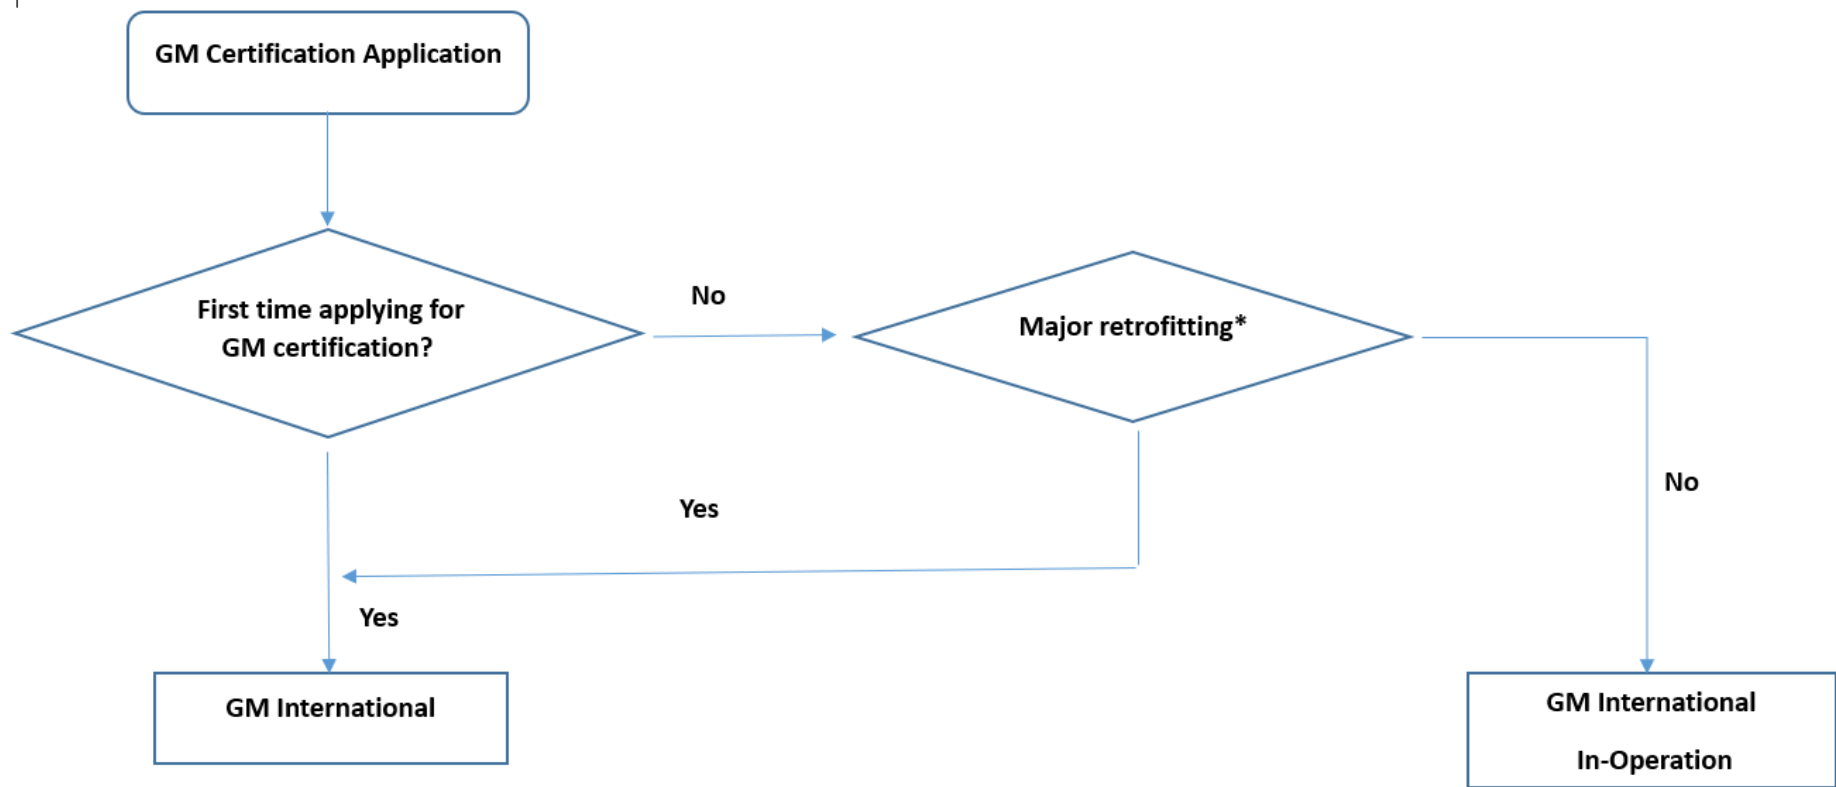 GM Certification Application
First time applying for
GM certification?
No
Major retrofitting*
No
Yes
Yes
GM International
GM International
In-Operation